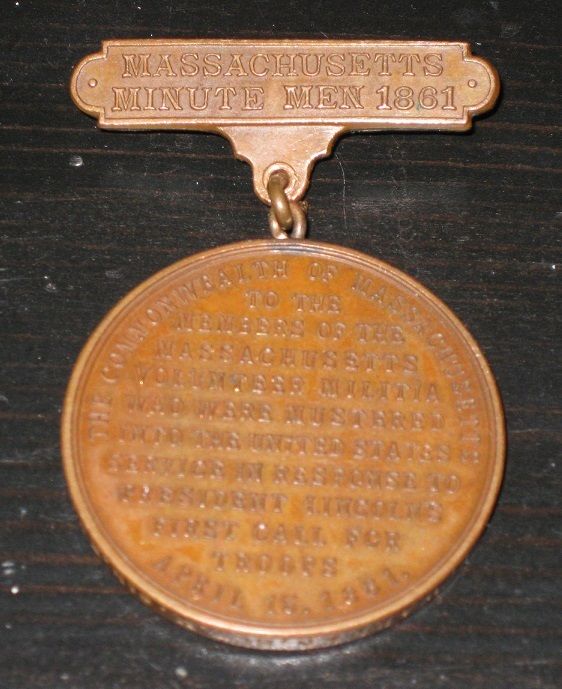 MASSACHUSETTS
MINUTE MEN 1861
THE COMMONWEALTH OF MASSACHUSETTS
TO THE
MEMBERS OF THE
MASSACHUSETTS
VOLUNTEER MILITIA
WHO WERE MUSTERED
INTO THE UNITED STATES
SERVICE IN RESPONSE TO
PRESIDENT LINCOLN'S
FIRST CALL FOR
TROOPS
APRIL 15, 1861.